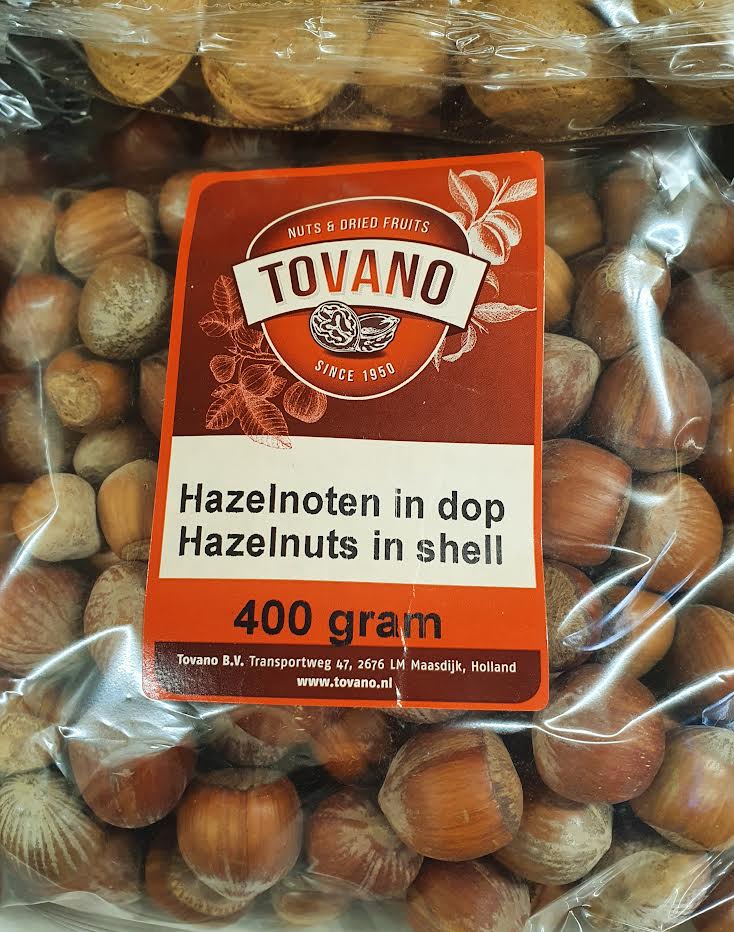 NUTS & DRIED FRUITS
TOVANO
SINCE 1950
Hazelnoten in dop
Hazelnuts in shell
400 gram
Tovano B.V. Transportweg 47, 2676 LM Maasdijk, Holland
www.tovano.nl